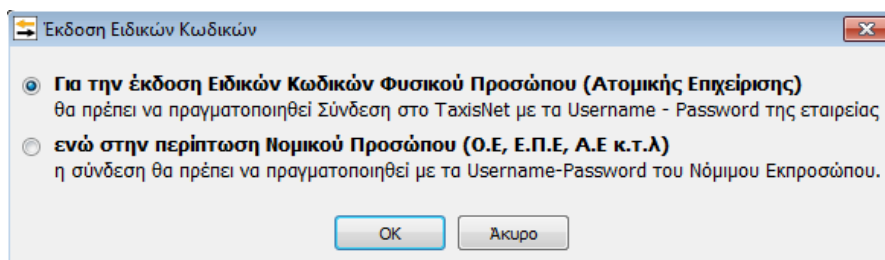 Έκδοση Ειδικών Κωδικών
Για την έκδοση Ειδικών Κωδικών Φυσικού Προσώπου (Ατομικής Επιχείρισης)
θα πρέπει να πραγματοποιηθεί Σύνδεση στο TaxisNet με τα Username - Password της εταιρείας
ενώ στην περίπτωση Νομικού Προσώπου (Ο.Ε, Ε.Π.Ε, Α.Ε κ.τ.λ)
η σύνδεση θα πρέπει να πραγματοποιηθεί με τα Username-Password του Νόμιμου Εκπροσώπου.
OK
Άκυρο